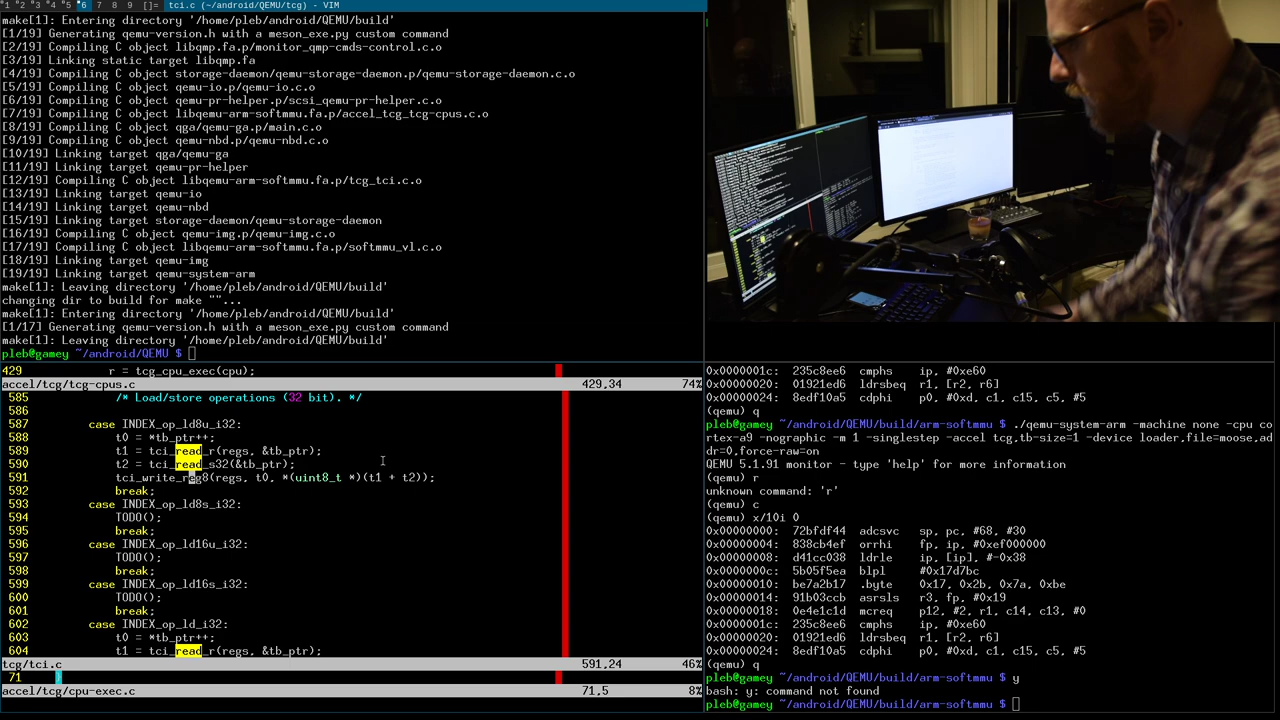 1 2 3 4 5 6 7 8 9 []= tci.c (~/android/QEMU/tcg) - VIM
make[1]: Entering directory '/home/pleb/android/QEMU/build'
[1/19] Generating qemu-version.h with a meson_exe.py custom command
[2/19] Compiling C object libqmp.fa.p/monitor_qmp-cmds-control.c.o
[3/19] Linking static target libqmp.fa
[4/19] Compiling C object storage-daemon/qemu-storage-daemon.p/qemu-storage-daemon.c.o
[5/19] Compiling C object qemu-io.p/qemu-io.c.o
[6/19] Compiling C object qemu-pr-helper.p/scsi_qemu-pr-helper.c.o
[7/19] Compiling C object libqemu-arm-softmmu.fa.p/accel_tcg_tcg-cpus.c.o
[8/19] Compiling C object qga/qemu-ga.p/main.c.o
[9/19] Compiling C object qemu-nbd.p/qemu-nbd.c.o
[10/19] Linking target qga/qemu-ga
[11/19] Linking target qemu-pr-helper
[12/19] Compiling C object libqemu-arm-softmmu.fa.p/tcg_tci.c.o
[13/19] Linking target qemu-io
[14/19] Linking target qemu-nbd
[15/19] Linking target storage-daemon/qemu-storage-daemon
[16/19] Compiling C object qemu-img.p/qemu-img.c.o
[17/19] Compiling C object libqemu-arm-softmmu.fa.p/softmmu_vl.c.o
[18/19] Linking target qemu-img
[19/19] Linking target qemu-system-arm
make[1]: Leaving directory '/home/pleb/android/QEMU/build'
changing dir to build for make ""...
make[1]: Entering directory '/home/pleb/android/QEMU/build'
[1/17] Generating qemu-version.h with a meson_exe.py custom command
make[1]: Leaving directory '/home/pleb/android/QEMU/build'
pleb@gamey ~/android/QEMU $
429 r = tcg_cpu_exec(cpu);
accel/tcg/tcg-cpus.c 429,34 74%
585 /* Load/store operations (32 bit). */
586
587 case INDEX_op_ld8u_i32:
588 t0 = *tb_ptr++;
589 t1 = tci_read_r(regs, &tb_ptr);
590 t2 = tci_read_s32(&tb_ptr);
591 tci_write_reg8(regs, t0, *(uint8_t *)(t1 + t2));
592 break;
593 case INDEX_op_ld8s_i32:
594 TODO();
595 break;
596 case INDEX_op_ld16u_i32:
597 TODO();
598 break;
599 case INDEX_op_ld16s_i32:
600 TODO();
601 break;
602 case INDEX_op_ld_i32:
603 t0 = *tb_ptr++;
604 t1 = tci_read_r(regs, &tb_ptr);
tcg/tci.c 591,24 46%
71 }
accel/tcg/cpu-exec.c 71,5 8%
0x0000001c: 235c8ee6 cmphs ip, #0xe60
0x00000020: 01921ed6 ldrsbeq r1, [r2, r6]
0x00000024: 8edf10a5 cdphi p0, #0xd, c1, c15, c5, #5
(qemu) q
pleb@gamey ~/android/QEMU/build/arm-softmmu $ ./qemu-system-arm -machine none -cpu co
rtex-a9 -nographic -m 1 -singlestep -accel tcg,tb-size=1 -device loader,file=moose,ad
dr=0,force-raw=on
QEMU 5.1.91 monitor - type 'help' for more information
(qemu) r
unknown command: 'r'
(qemu) c
(qemu) x/10i 0
0x00000000: 72bfdf44 adcsvc sp, pc, #68, #30
0x00000004: 838cb4ef orrhi fp, ip, #0xef000000
0x00000008: d41cc038 ldrle ip, [ip], #-0x38
0x0000000c: 5b05f5ea blpl #0x17d7bc
0x00000010: be7a2b17 .byte 0x17, 0x2b, 0x7a, 0xbe
0x00000014: 91b03ccb asrsls r3, fp, #0x19
0x00000018: 0e4e1c1d mcreq p12, #2, r1, c14, c13, #0
0x0000001c: 235c8ee6 cmphs ip, #0xe60
0x00000020: 01921ed6 ldrsbeq r1, [r2, r6]
0x00000024: 8edf10a5 cdphi p0, #0xd, c1, c15, c5, #5
(qemu) q
pleb@gamey ~/android/QEMU/build/arm-softmmu $ y
bash: y: command not found
pleb@gamey ~/android/QEMU/build/arm-softmmu $